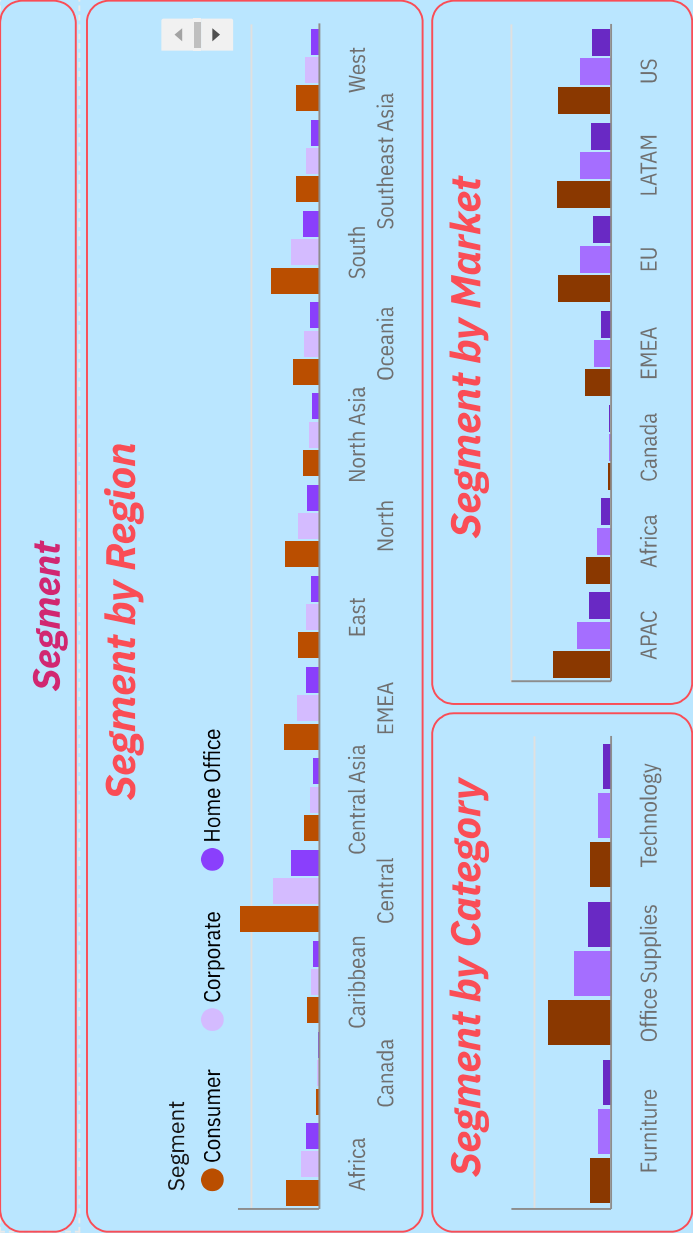 Segment
Segment by Region
Segment
Consumer
Corporate
Home Office
Africa
Canada
Caribbean
Central
Central Asia
EMEA
East
North
North Asia
Oceania
South
Southeast Asia
West
Segment by Category
Furniture
Office Supplies
Technology
Segment by Market
APAC
Africa
Canada
EMEA
EU
LATAM
US